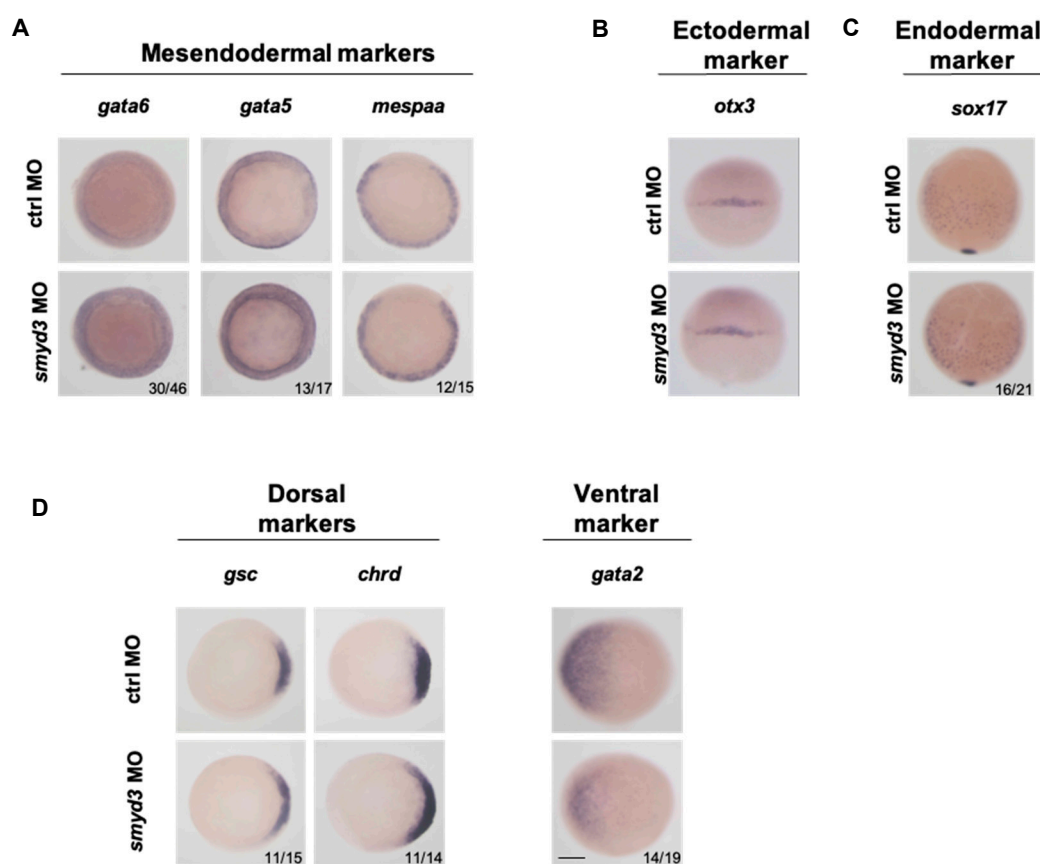 A
Mesendodermal markers
gata6 gata5 mespaa
ctrl MO
smyd3 MO
30/46 13/17 12/15
B
Ectodermal
marker
otx3
ctrl MO
smyd3 MO
C
Endodermal
marker
sox17
ctrl MO
smyd3 MO
16/21
D
Dorsal
markers
gsc chrd
ctrl MO
smyd3 MO
11/15 11/14
Ventral
marker
gata2
14/19